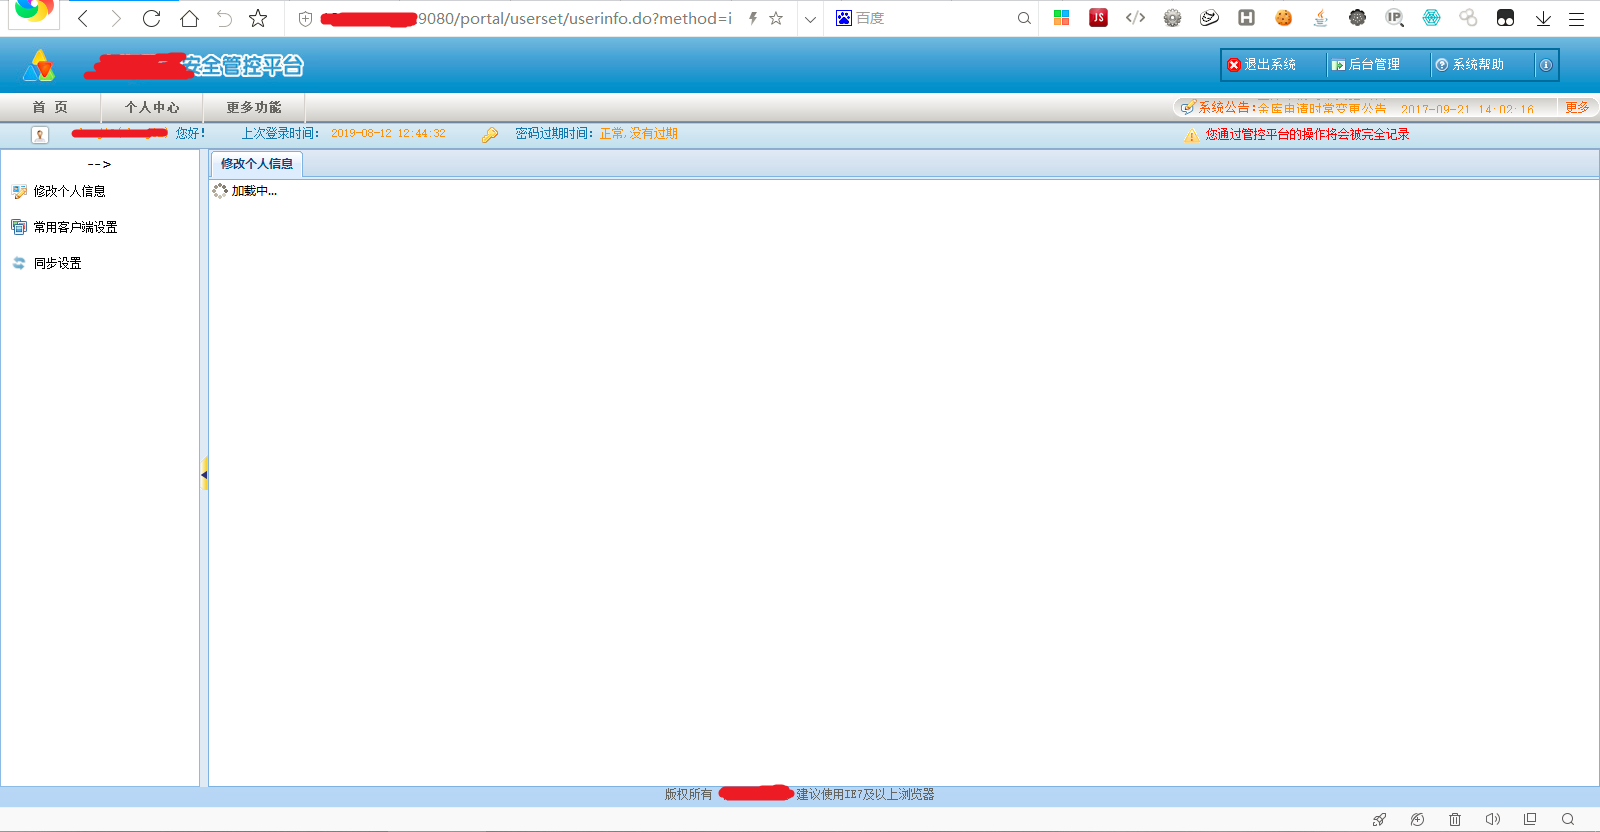 9080/portal/userset/userinfo.do?method=i
百度
JS
</>
H
IP
安全管控平台
退出系统
后台管理
系统帮助
首 页
个人中心
更多功能
系统公告:
金库申请时常变更公告 2017-09-21 14:02:16
更多
您好!
上次登录时间: 2019-08-12 12:44:32
密码过期时间: 正常,没有过期
您通过管控平台的操作将会被完全记录
-->
修改个人信息
常用客户端设置
同步设置
修改个人信息
加载中...
版权所有
建议使用IE7及以上浏览器